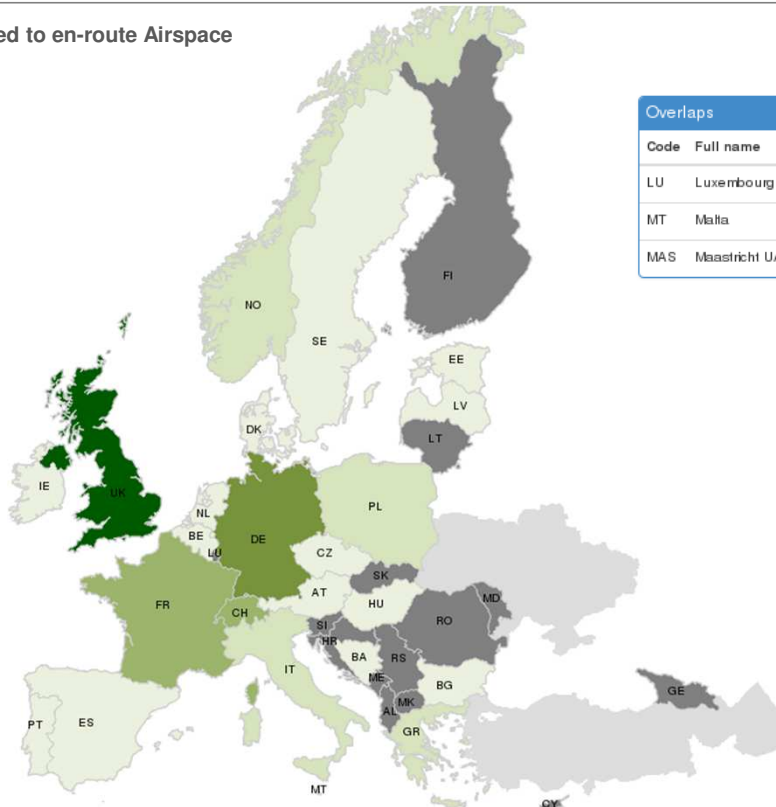 ed to en-route Airspace
Overlaps
Code Full name
LU Luxembourg
MT Malta
MAS Maastricht UA
FI
NO
SE
EE
LV
DK
LT
IE
UK
NL
PL
BE
DE
LU
CZ
SK
AT
MD
FR
CH
HU
RO
SI
HR
BA
RS
IT
ME
BG
GE
MK
AL
PT
ES
GR
MT
CY